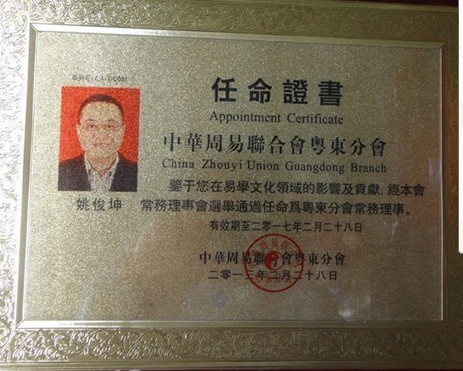 任命證書
Appointment Certificate
中華周易聯合會粵東分會
China Zhouyi Union Guangdong Branch
鉴于您在易學文化領域的影響及貢獻，經本會
常務理事會選舉通過任命爲粵東分會常務理事。
姚俊坤
有效期至二零一七年二月二十八日
中華周易聯合會粵東分會
二零一三年二月二十八日